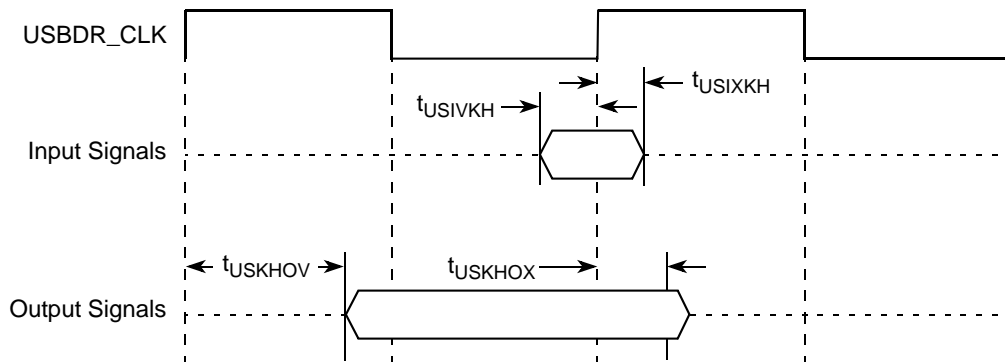 USBDR_CLK
tUSIXKH
tUSIVKH
Input Signals
tUSKHOV
tUSKHOX
Output Signals